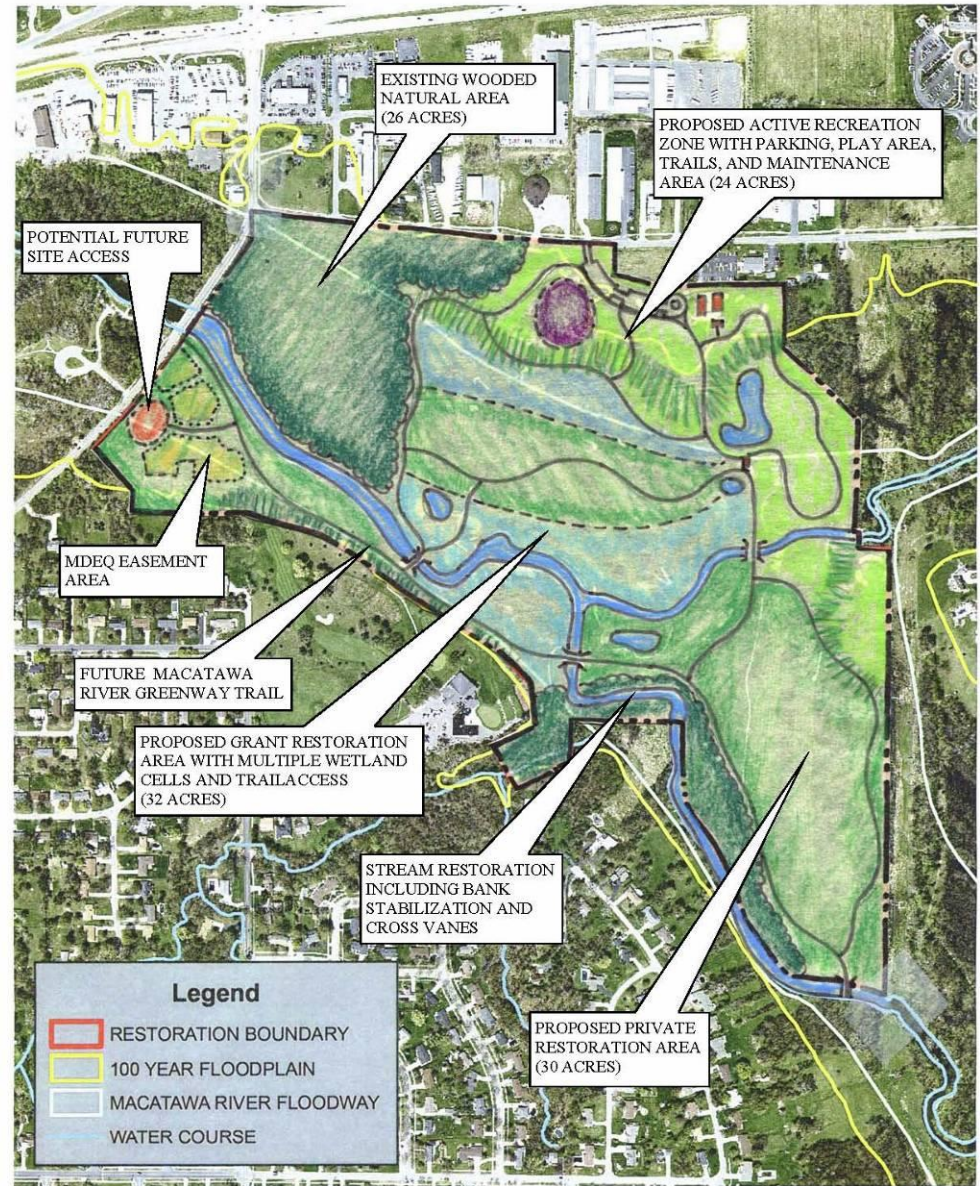 EXISTING WOODED
NATURAL AREA
(26 ACRES)
PROPOSED ACTIVE RECREATION
ZONE WITH PARKING, PLAY AREA,
TRAILS, AND MAINTENANCE
AREA (24 ACRES)
POTENTIAL FUTURE
SITE ACCESS
MDEQ EASEMENT
AREA
FUTURE MACATAWA
RIVER GREENWAY TRAIL
PROPOSED GRANT RESTORATION
AREA WITH MULTIPLE WETLAND
CELLS AND TRAILACCESS
(32 ACRES)
STREAM RESTORATION
INCLUDING BANK
STABILIZATION AND
CROSS VANES
PROPOSED PRIVATE
RESTORATION AREA
(30 ACRES)
Legend
RESTORATION BOUNDARY
100 YEAR FLOODPLAIN
MACATAWA RIVER FLOODWAY
WATER COURSE